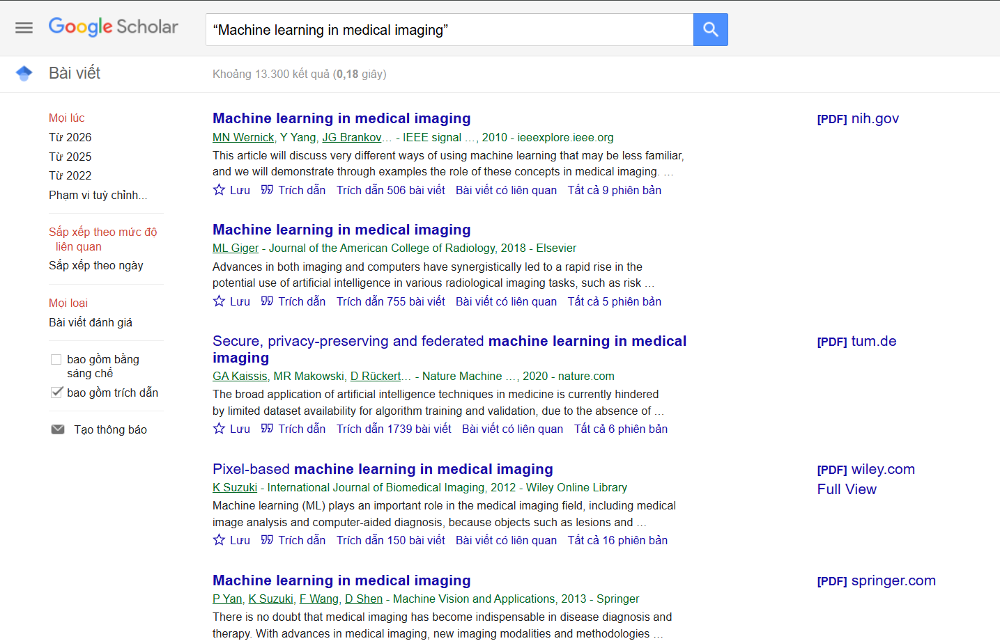 Google Scholar
“Machine learning in medical imaging”
Bài viết
Khoảng 13.300 kết quả (0,18 giây)
Mọi lúc
Từ 2026
Từ 2025
Từ 2022
Phạm vi tuỳ chỉnh...
Sắp xếp theo mức độ
liên quan
Sắp xếp theo ngày
Mọi loại
Bài viết đánh giá
bao gồm bằng
sáng chế
bao gồm trích dẫn
Tạo thông báo
Machine learning in medical imaging
MN Wernick, Y Yang, JG Brankov… - IEEE signal …, 2010 - ieeexplore.ieee.org
This article will discuss very different ways of using machine learning that may be less familiar,
and we will demonstrate through examples the role of these concepts in medical imaging. …
Lưu Trích dẫn Trích dẫn 506 bài viết Bài viết có liên quan Tất cả 9 phiên bản
[PDF] nih.gov
Machine learning in medical imaging
ML Giger - Journal of the American College of Radiology, 2018 - Elsevier
Advances in both imaging and computers have synergistically led to a rapid rise in the
potential use of artificial intelligence in various radiological imaging tasks, such as risk …
Lưu Trích dẫn Trích dẫn 755 bài viết Bài viết có liên quan Tất cả 5 phiên bản
Secure, privacy-preserving and federated machine learning in medical
imaging
GA Kaissis, MR Makowski, D Rückert… - Nature Machine …, 2020 - nature.com
The broad application of artificial intelligence techniques in medicine is currently hindered
by limited dataset availability for algorithm training and validation, due to the absence of …
Lưu Trích dẫn Trích dẫn 1739 bài viết Bài viết có liên quan Tất cả 6 phiên bản
[PDF] tum.de
Pixel-based machine learning in medical imaging
K Suzuki - International Journal of Biomedical Imaging, 2012 - Wiley Online Library
Machine learning (ML) plays an important role in the medical imaging field, including medical
image analysis and computer-aided diagnosis, because objects such as lesions and …
Lưu Trích dẫn Trích dẫn 150 bài viết Bài viết có liên quan Tất cả 16 phiên bản
[PDF] wiley.com
Full View
Machine learning in medical imaging
P Yan, K Suzuki, F Wang, D Shen - Machine Vision and Applications, 2013 - Springer
There is no doubt that medical imaging has become indispensable in disease diagnosis and
therapy. With advances in medical imaging, new imaging modalities and methodologies …
[PDF] springer.com